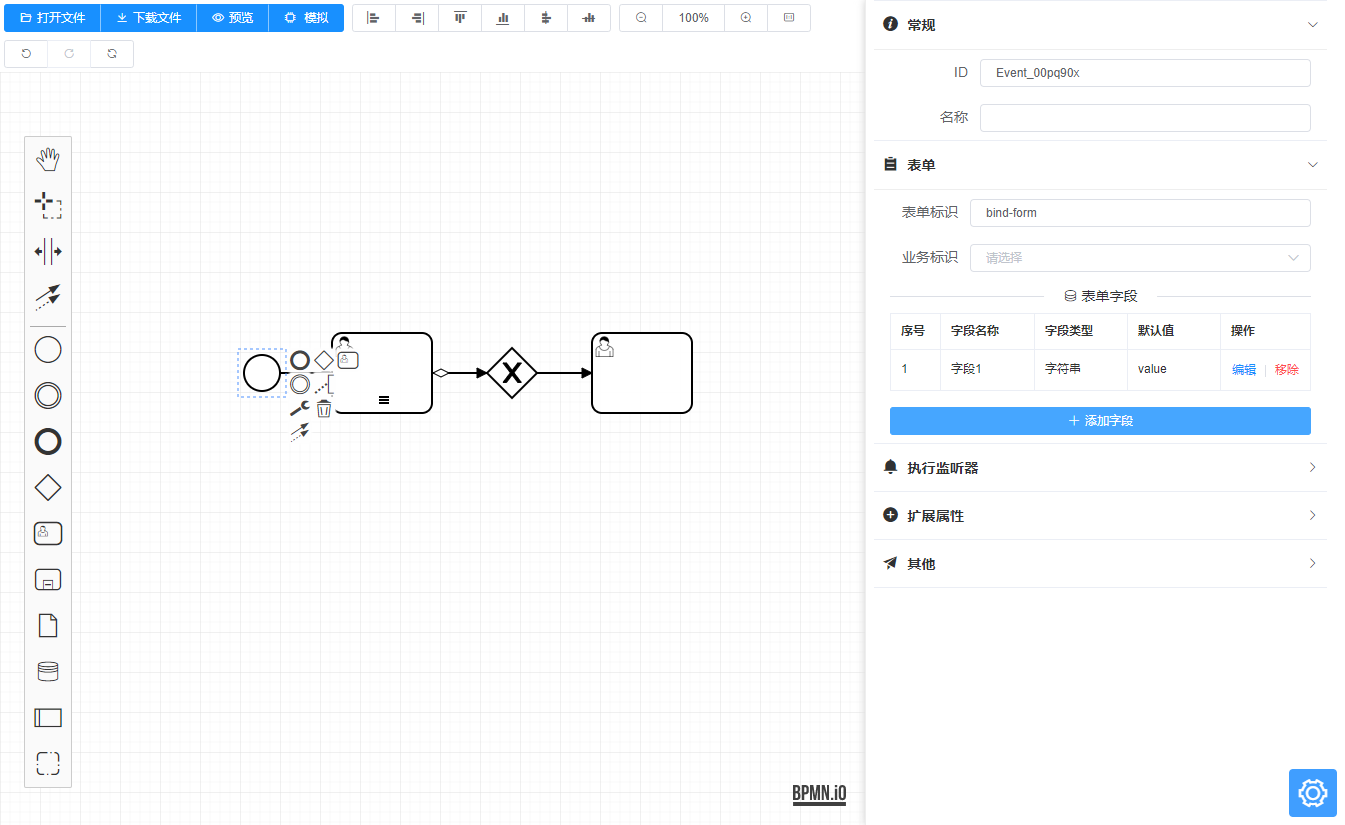 打开文件 下载文件 预览 模拟 100%
常规
ID Event_00pq90x
名称
表单
表单标识 bind-form
业务标识 请选择
表单字段
序号 字段名称 字段类型 默认值 操作
1 字段1 字符串 value 编辑 移除
添加字段
执行监听器
扩展属性
其他
X
BPMN.iO